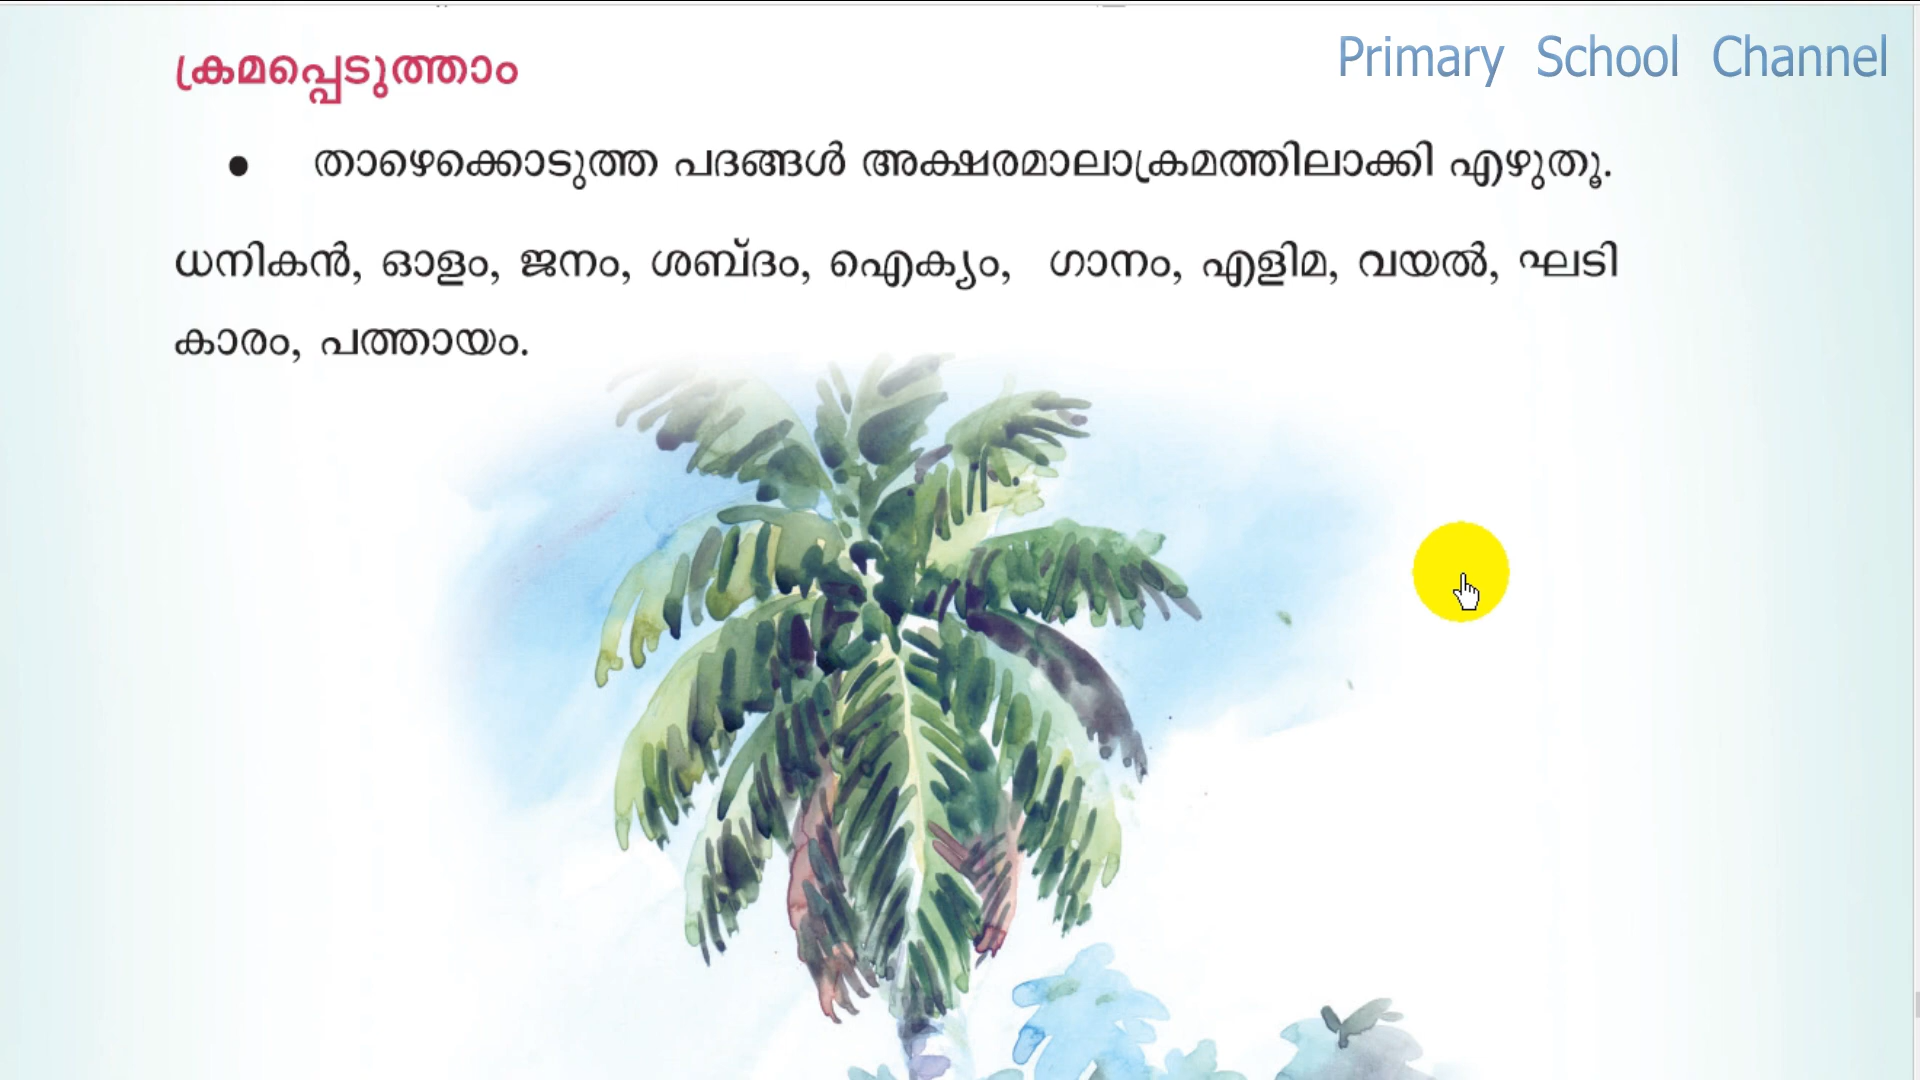 Primary School Channel
ക്രമപ്പെടുത്താം
• താഴെക്കൊടുത്ത പദങ്ങൾ അക്ഷരമാലാക്രമത്തിലാക്കി എഴുതൂ.
ധനികൻ, ഓളം, ജനം, ശബ്ദം, ഐക്യം, ഗാനം, എളിമ, വയൽ, ഘടി
കാരം, പത്തായം.